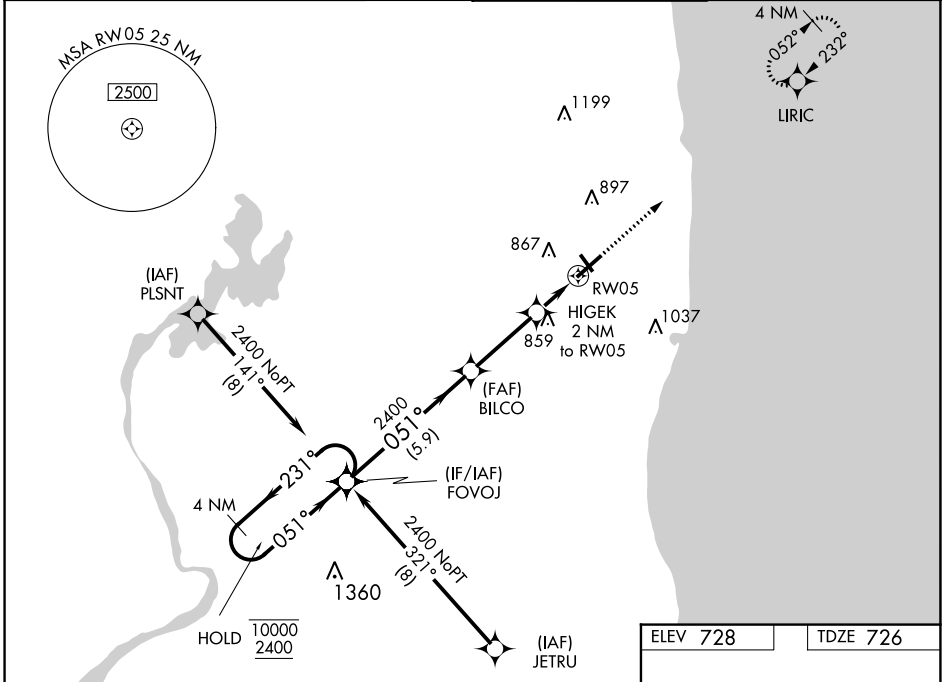 MSA RW05 25 NM
2500
4 NM
052°
232°
LIRIC
1199
897
867
RW05
HIGEK
2 NM
to RW05
859
1037
(IAF)
PLSNT
2400 NoPT
141°
(8)
(FAF)
BILCO
2400
051°
(5.9)
(IF/IAF)
FOVOJ
231°
4 NM
051°
2400 NoPT
321°
(8)
1360
HOLD
10000
2400
(IAF)
JETRU
ELEV 728
TDZE 726